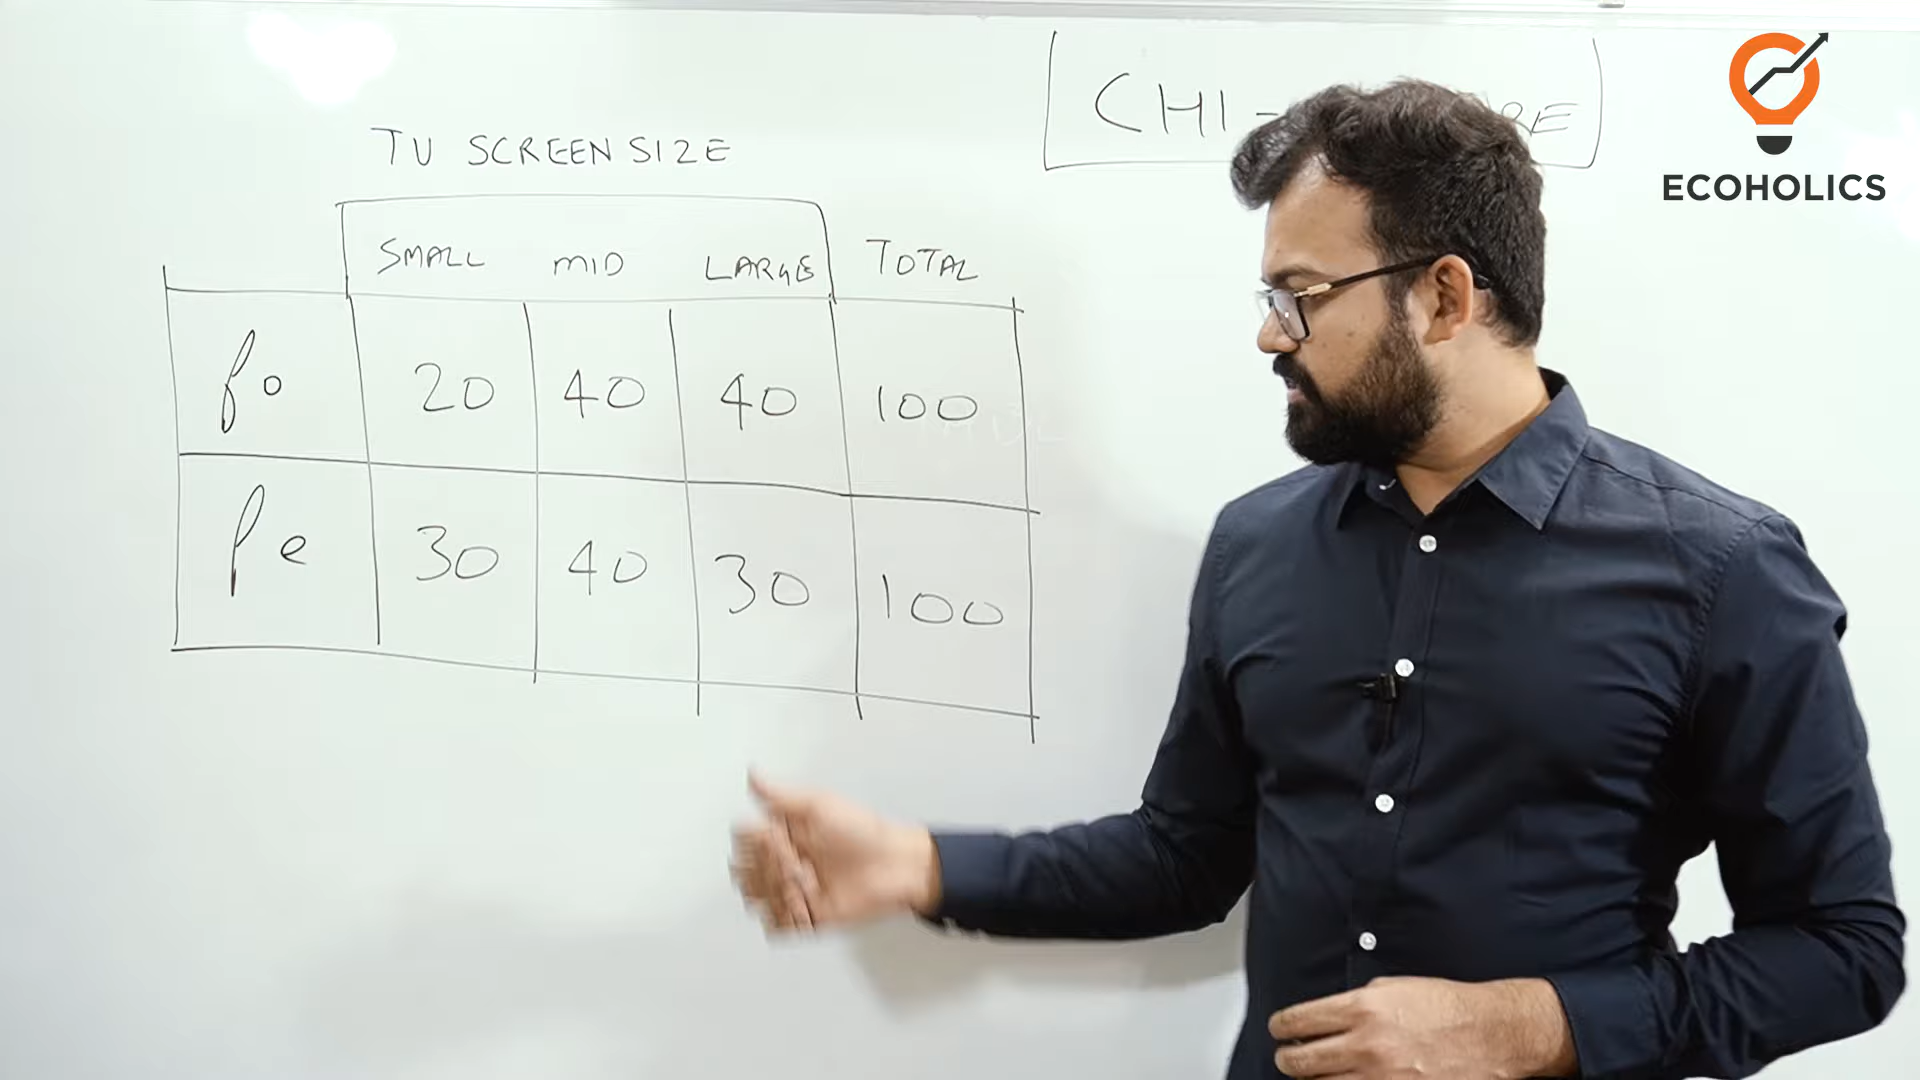 CHI -
ECOHOLICS
TV SCREEN SIZE
SMALL MID LARGE TOTAL
fo 20 40 40 100
fe 30 40 30 100